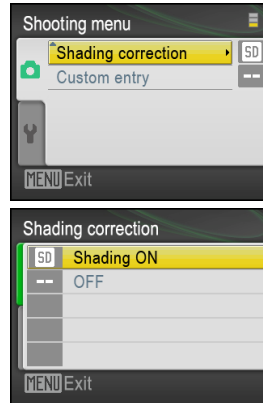 Shooting menu
Shading correction SD
Custom entry --
MENU Exit
Shading correction
SD Shading ON
-- OFF
MENU Exit